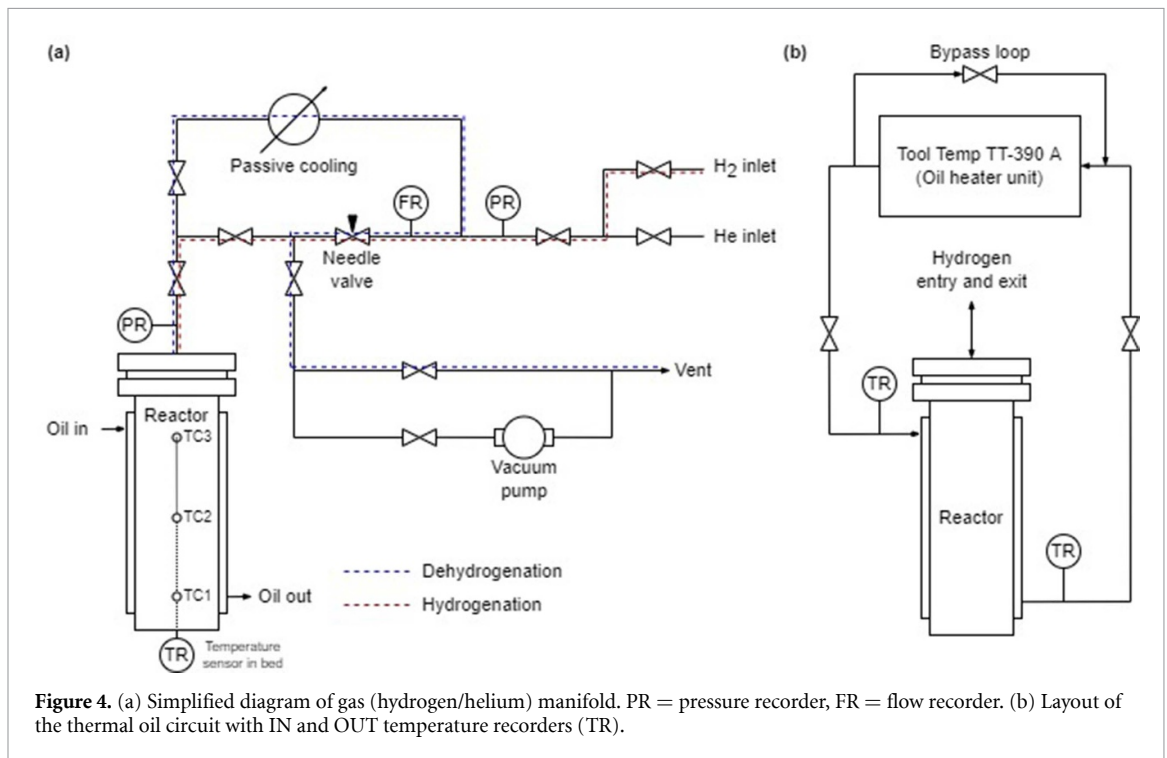 (a)
Passive cooling
FR
PR
H2 inlet
He inlet
Needle
valve
PR
Vent
Reactor
Oil in
TC3
TC2
TC1
Vacuum
pump
Oil out
Dehydrogenation
Hydrogenation
TR
Temperature
sensor in bed
(b)
Bypass loop
Tool Temp TT-390 A
(Oil heater unit)
Hydrogen
entry and exit
TR
Reactor
TR
Figure 4. (a) Simplified diagram of gas (hydrogen/helium) manifold. PR = pressure recorder, FR = flow recorder. (b) Layout of
the thermal oil circuit with IN and OUT temperature recorders (TR).